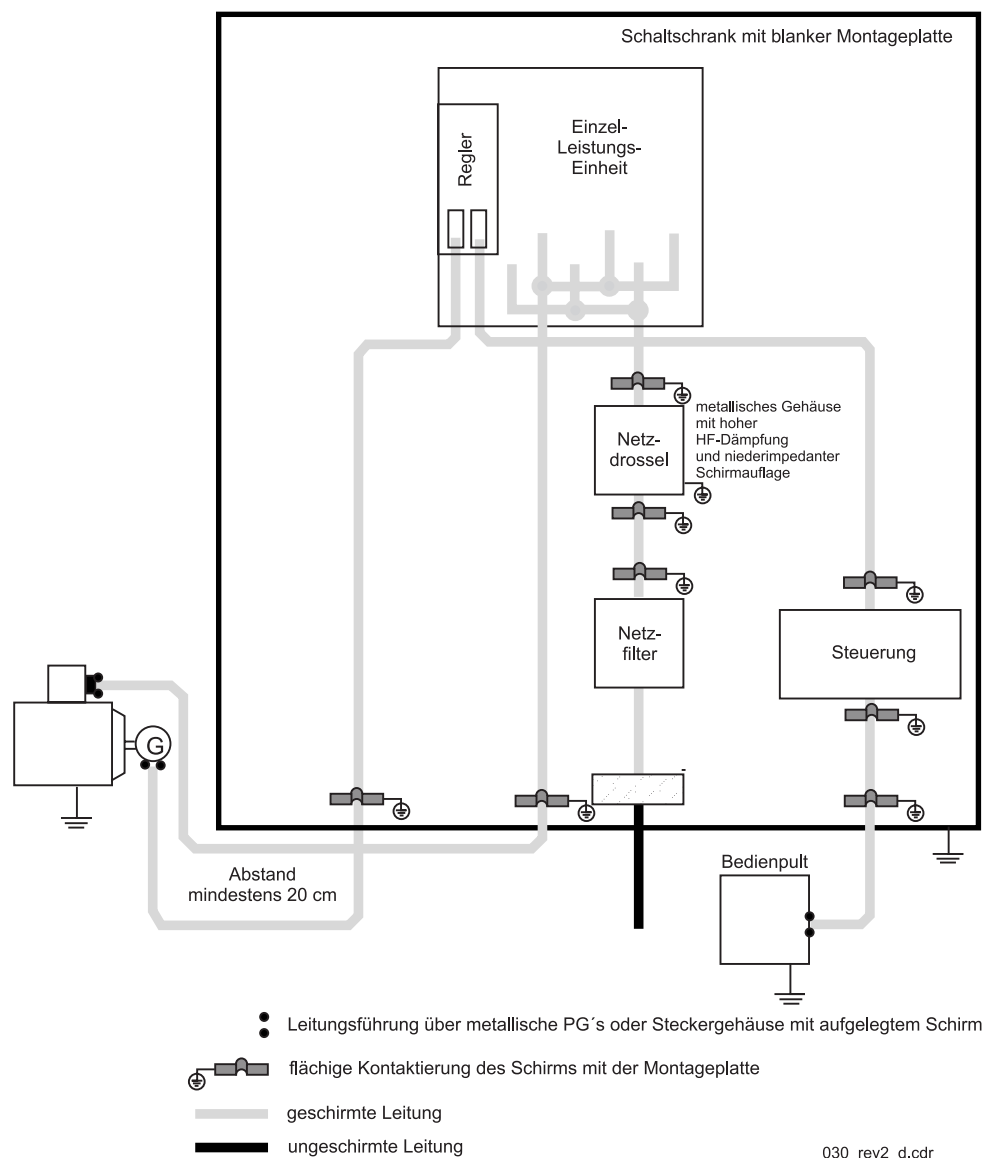 Schaltschrank mit blanker Montageplatte
Einzel-
Leistungs-
Einheit
Regler
metallisches Gehäuse
mit hoher
HF-Dämpfung
und niederimpedanter
Schirmauflage
Netz-
drossel
Netz-
filter
Steuerung
G
Abstand
mindestens 20 cm
Bedienpult
Leitungsführung über metallische PG´s oder Steckergehäuse mit aufgelegtem Schirm
flächige Kontaktierung des Schirms mit der Montageplatte
geschirmte Leitung
ungeschirmte Leitung
030_rev2_d.cdr